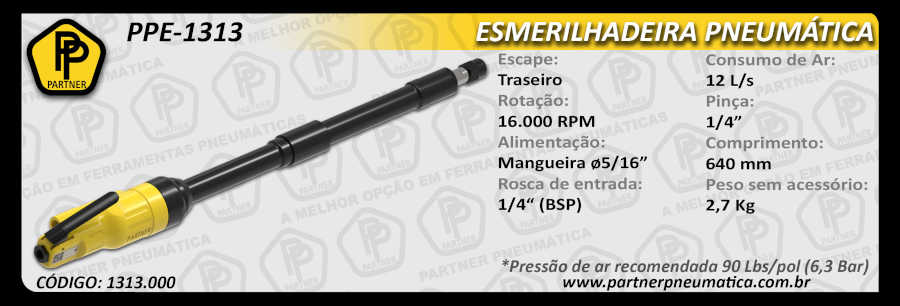 PPE-1313
ESMERILHADEIRA PNEUMÁTICA
PARTNER
Escape:
Traseiro
Rotação:
16.000 RPM
Alimentação:
Mangueira ø5/16”
Rosca de entrada:
1/4“ (BSP)
Consumo de Ar:
12 L/s
Pinça:
1/4”
Comprimento:
640 mm
Peso sem acessório:
2,7 Kg
PARTNER
CÓDIGO: 1313.000
*Pressão de ar recomendada 90 Lbs/pol (6,3 Bar)
www.partnerpneumatica.com.br